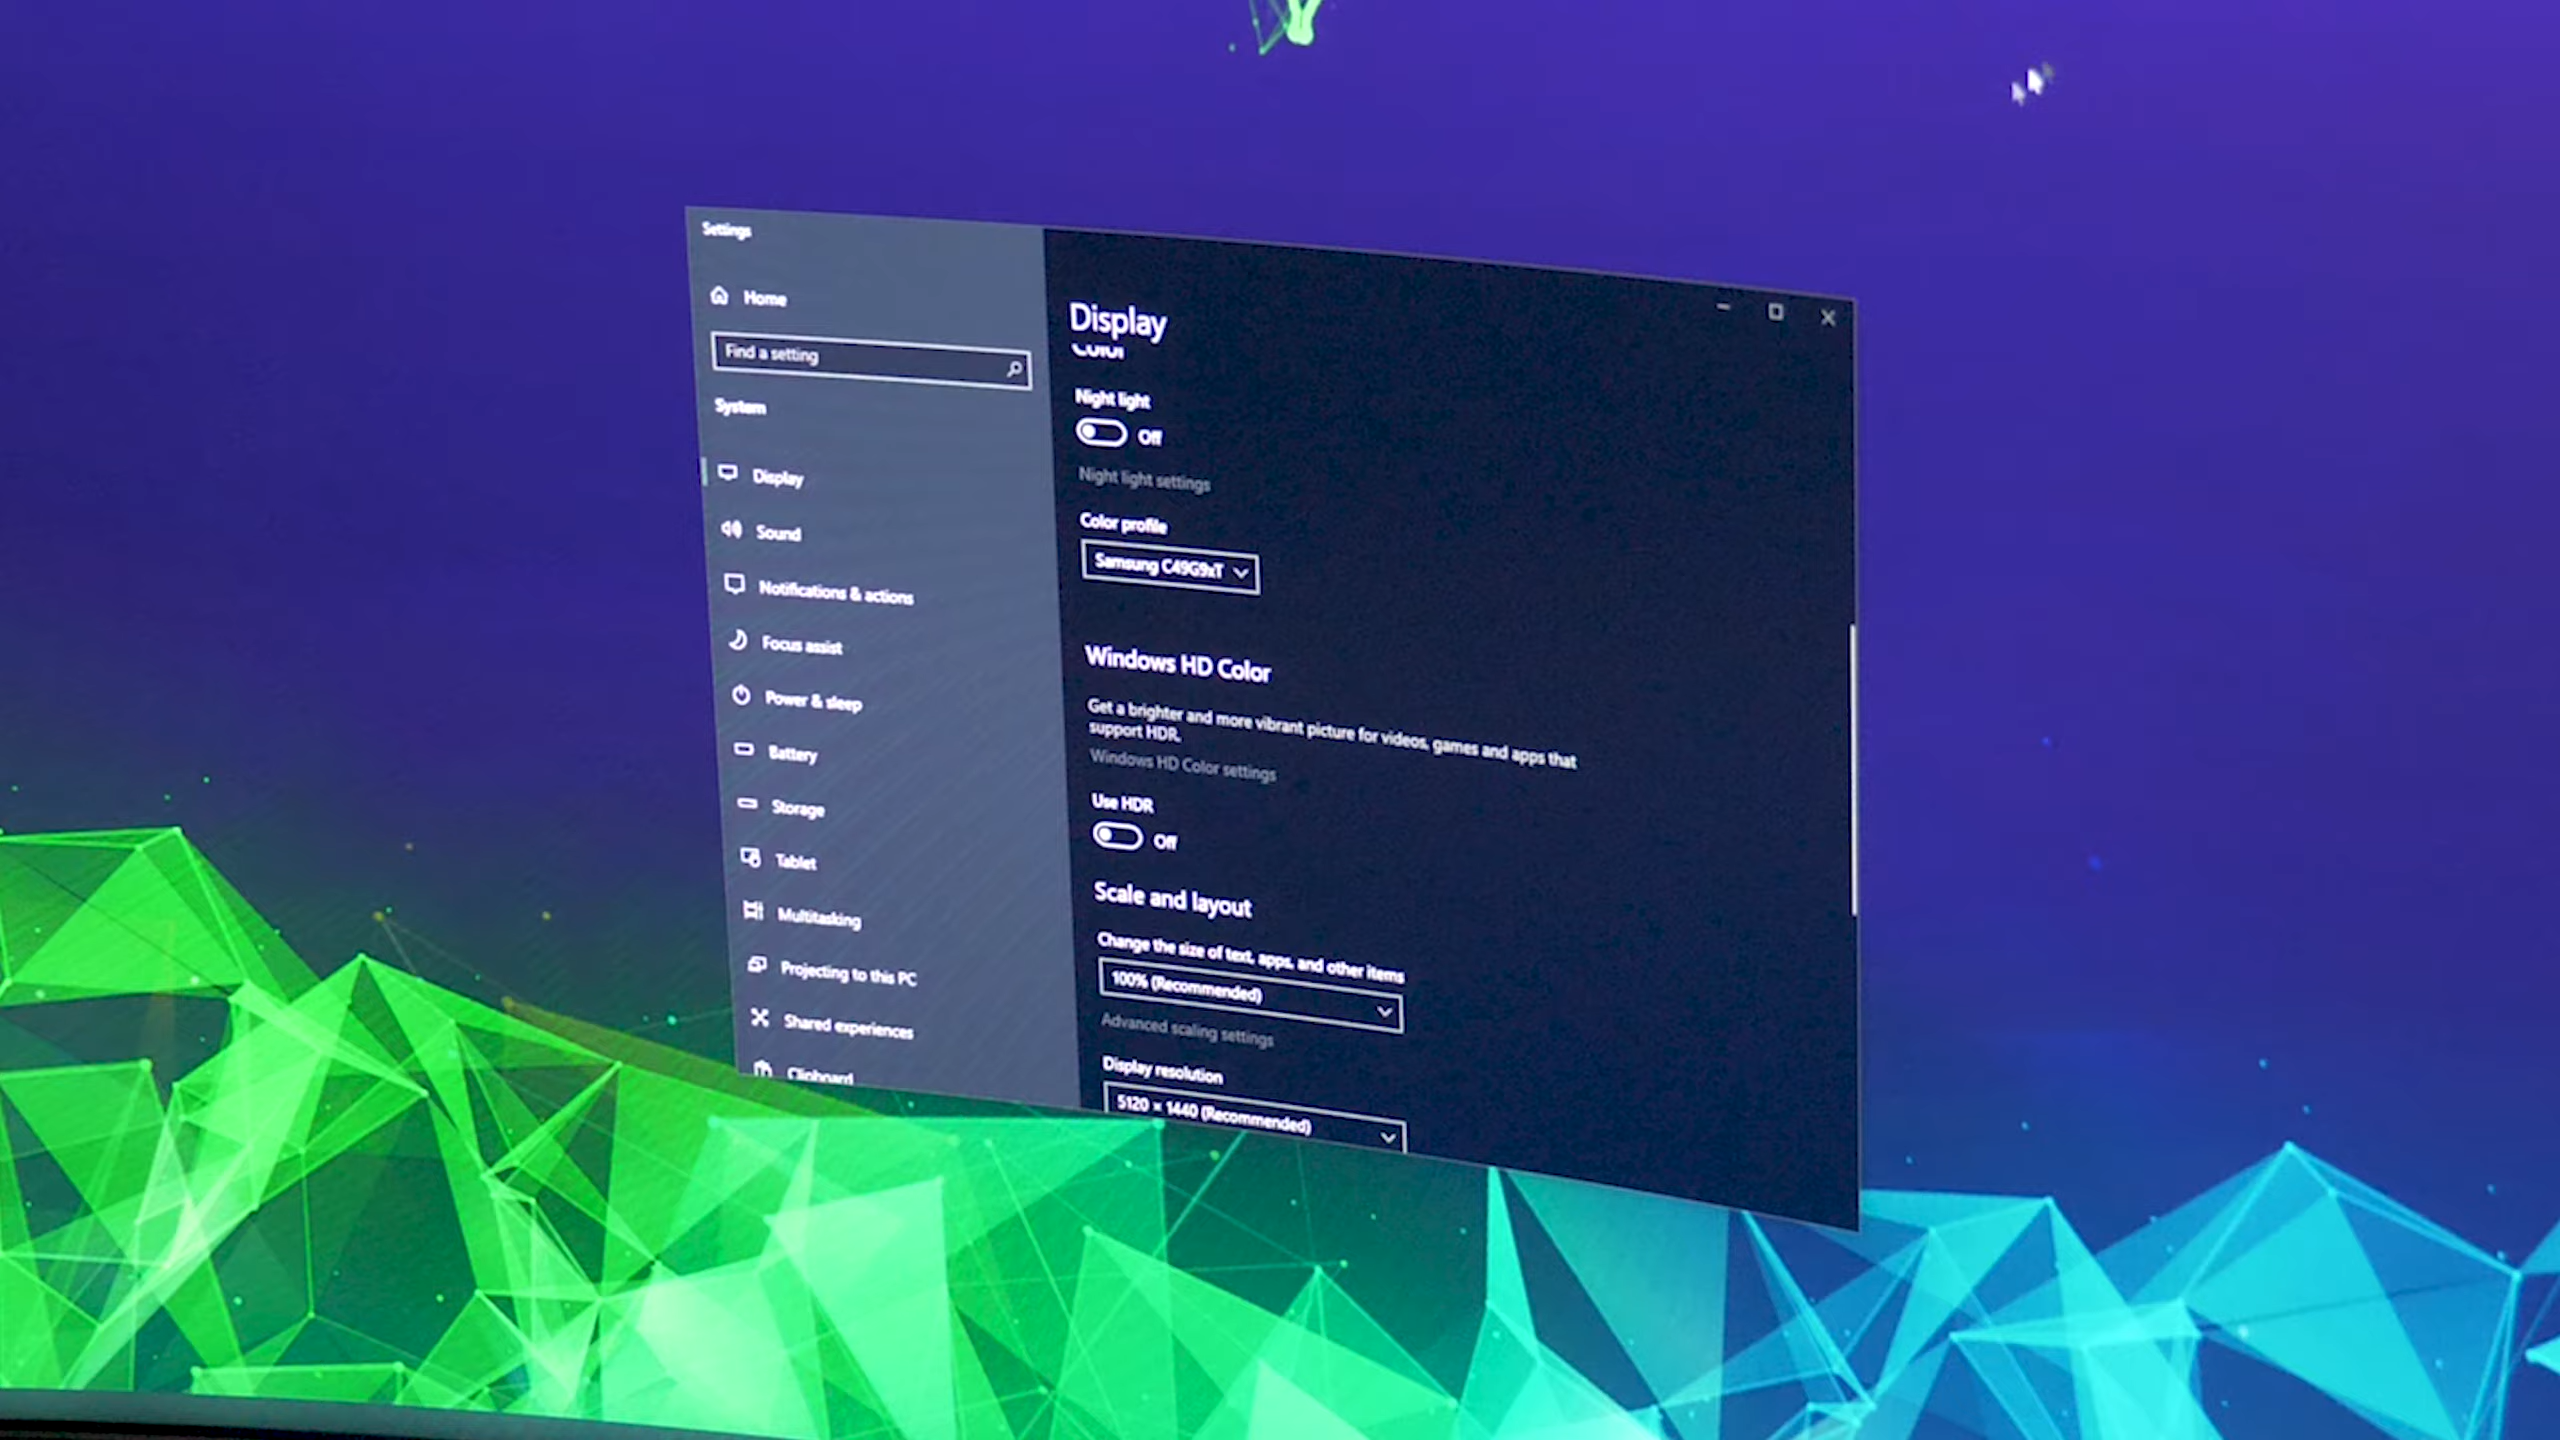 Settings
Home
Find a setting
System
Display
Sound
Notifications & actions
Focus assist
Power & sleep
Battery
Storage
Tablet
Multitasking
Projecting to this PC
Shared experiences
Clipboard
Display
Color
Night light
Off
Night light settings
Color profile
Samsung C49G9xT
Windows HD Color
Get a brighter and more vibrant picture for videos, games and apps that
support HDR.
Windows HD Color settings
Use HDR
Off
Scale and layout
Change the size of text, apps, and other items
100% (Recommended)
Advanced scaling settings
Display resolution
5120 × 1440 (Recommended)